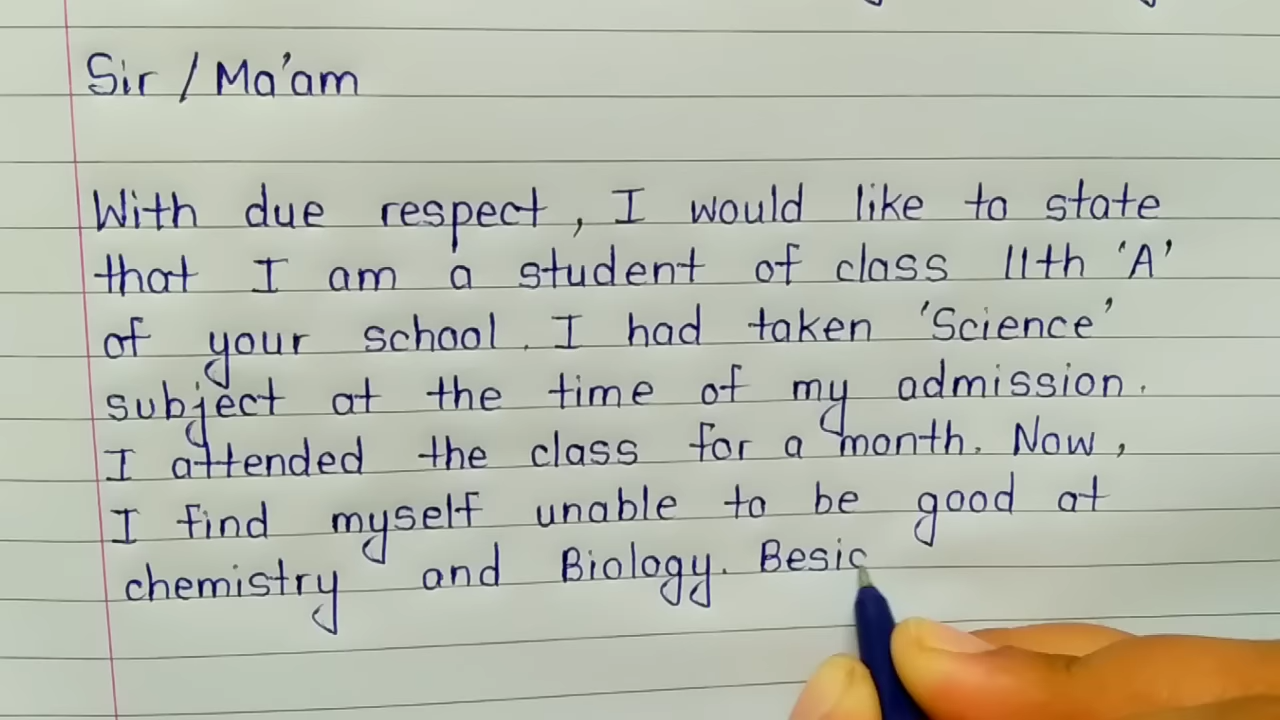 Sir / Ma'am
With due respect, I would like to state
that I am a student of class 11th 'A'
of your school. I had taken 'Science'
subject at the time of my admission.
I attended the class for a month. Now,
I find myself unable to be good at
chemistry and Biology.